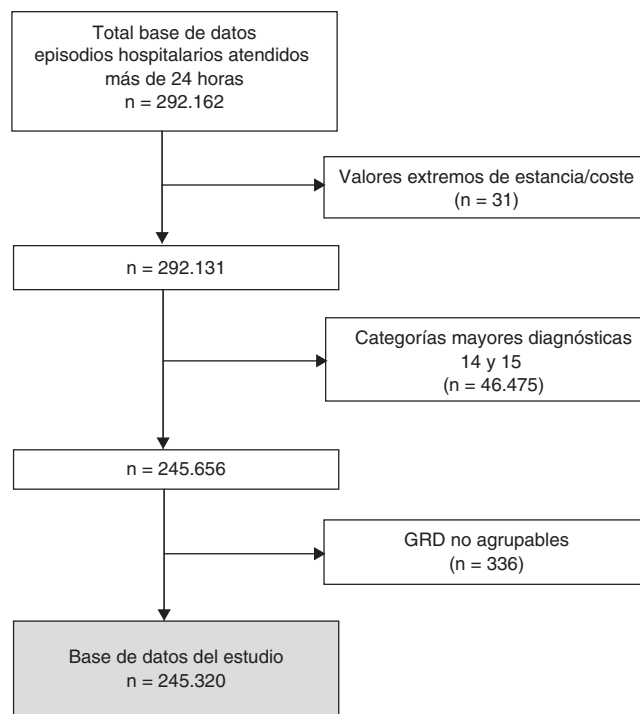 Total base de datos
episodios hospitalarios atendidos
más de 24 horas
n = 292.162
Valores extremos de estancia/coste
(n = 31)
n = 292.131
Categorías mayores diagnósticas
14 y 15
(n = 46.475)
n = 245.656
GRD no agrupables
(n = 336)
Base de datos del estudio
n = 245.320